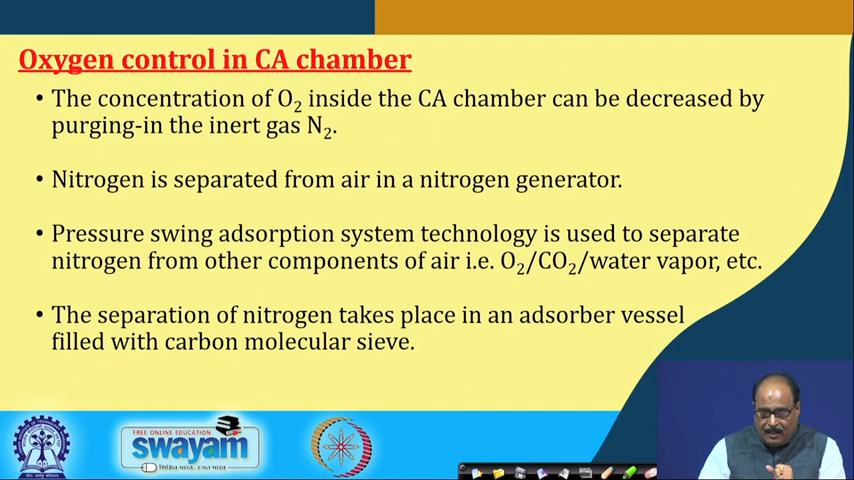 Oxygen control in CA chamber
• The concentration of O₂ inside the CA chamber can be decreased by
purging-in the inert gas N₂.
• Nitrogen is separated from air in a nitrogen generator.
• Pressure swing adsorption system technology is used to separate
nitrogen from other components of air i.e. O₂/CO₂/water vapor, etc.
• The separation of nitrogen takes place in an adsorber vessel
filled with carbon molecular sieve.
FREE ONLINE EDUCATION
swayam